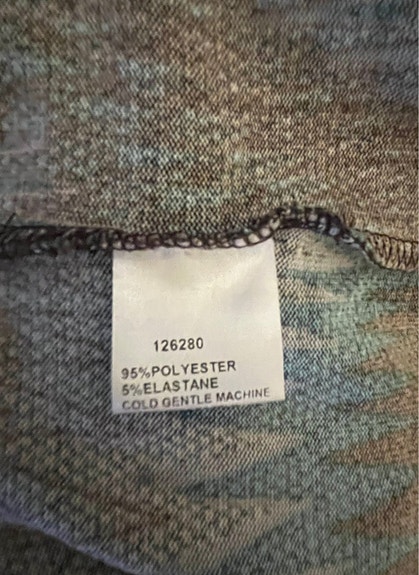 126280
95%POLYESTER
5%ELASTANE
COLD GENTLE MACHINE